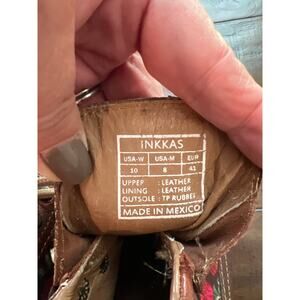 iNKKAS
USA-W USA-M EUR
10 8 41
UPPER : LEATHER
LINING : LEATHER
OUTSOLE : TP RUBBER
MADE IN MEXICO